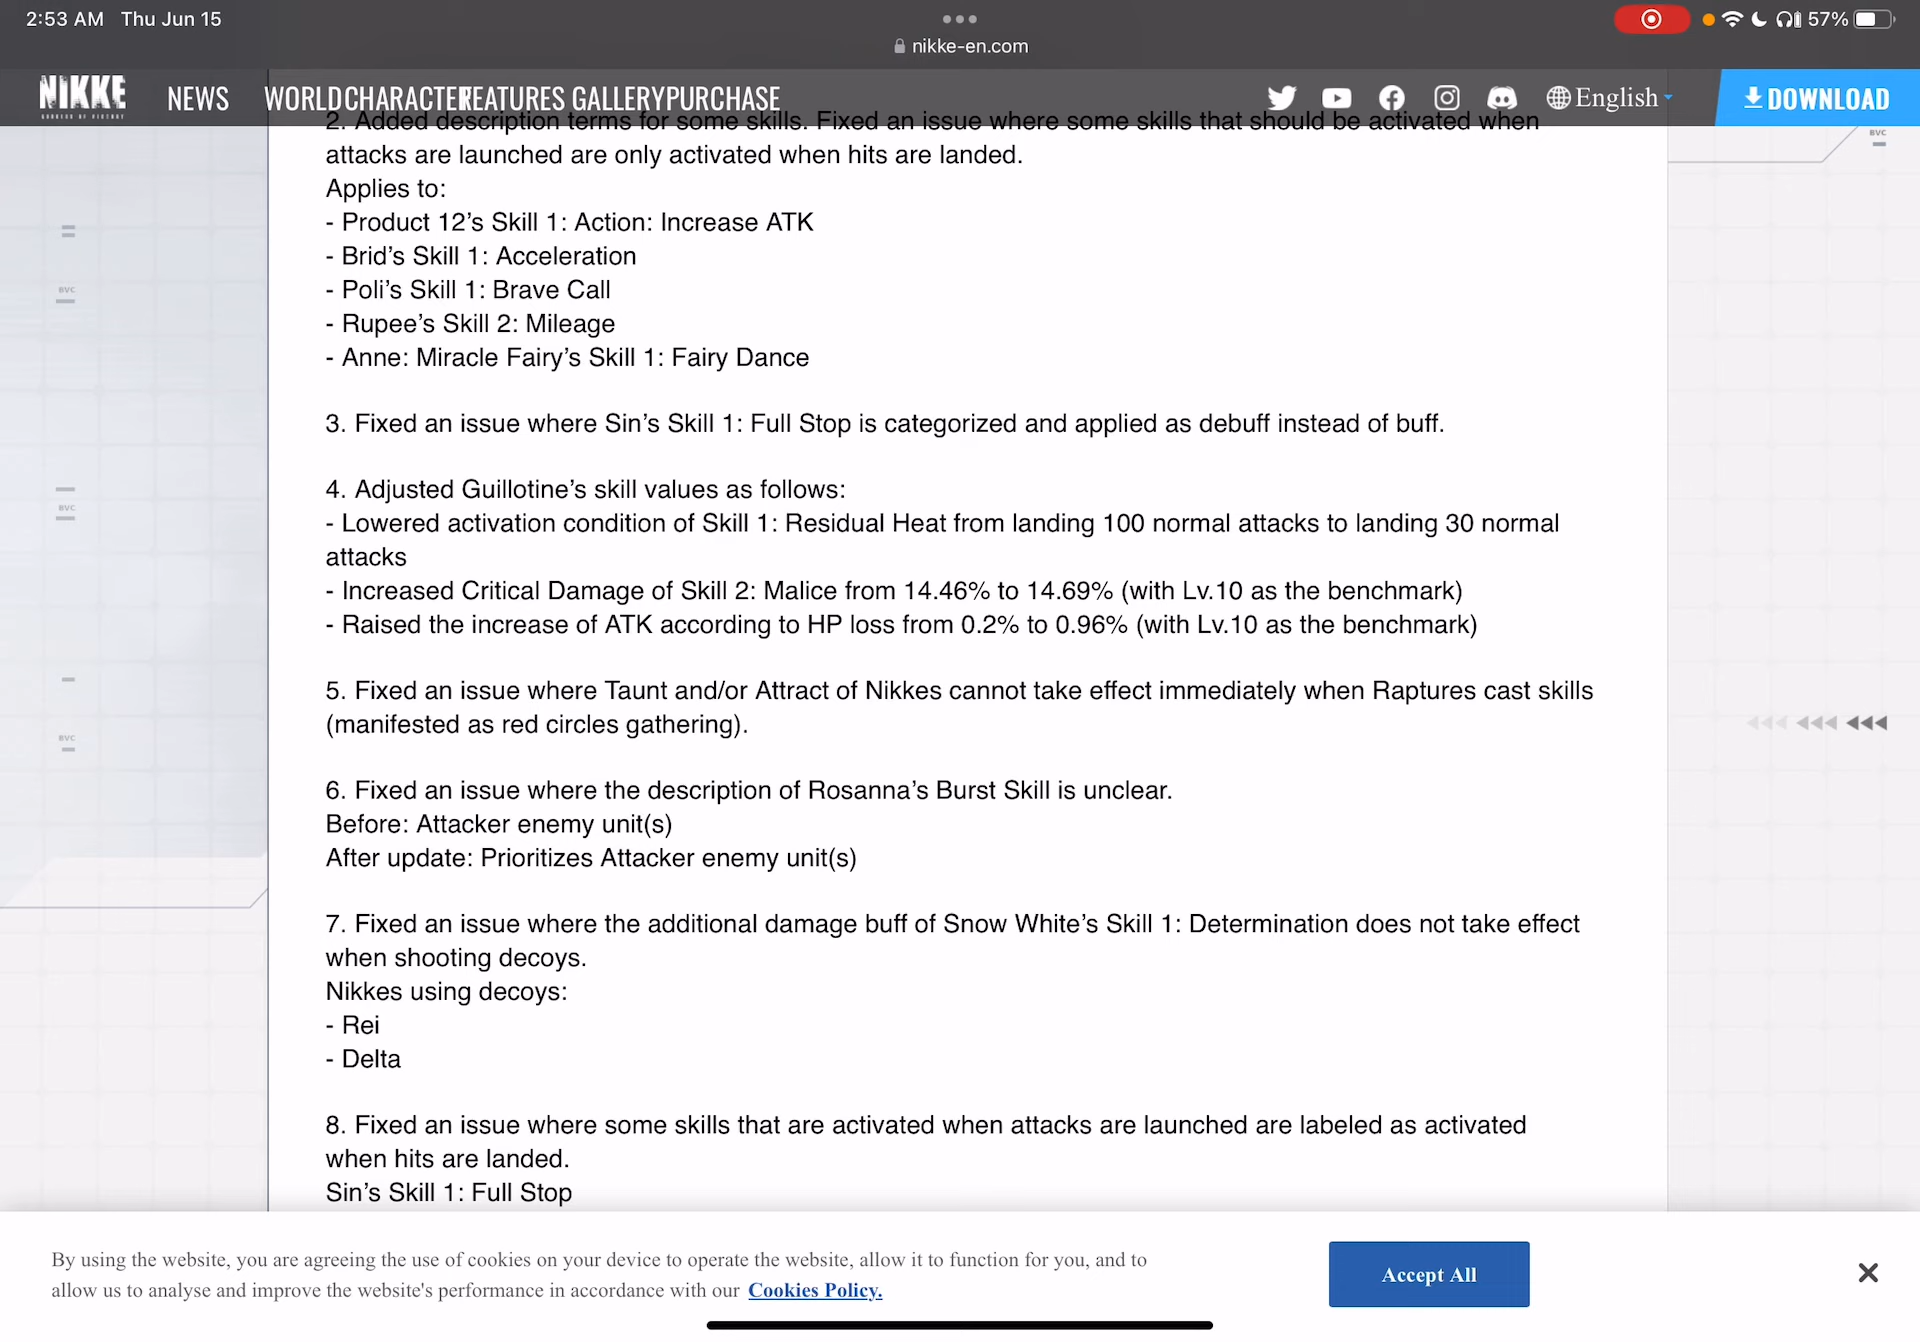 2:53 AM Thu Jun 15
57%
nikke-en.com
NIKKE
NEWS WORLD CHARACTER FEATURES GALLERY PURCHASE
English
DOWNLOAD
2. Added description terms for some skills. Fixed an issue where some skills that should be activated when
attacks are launched are only activated when hits are landed.
Applies to:
- Product 12’s Skill 1: Action: Increase ATK
- Brid’s Skill 1: Acceleration
- Poli’s Skill 1: Brave Call
- Rupee’s Skill 2: Mileage
- Anne: Miracle Fairy’s Skill 1: Fairy Dance
3. Fixed an issue where Sin’s Skill 1: Full Stop is categorized and applied as debuff instead of buff.
4. Adjusted Guillotine’s skill values as follows:
- Lowered activation condition of Skill 1: Residual Heat from landing 100 normal attacks to landing 30 normal
attacks
- Increased Critical Damage of Skill 2: Malice from 14.46% to 14.69% (with Lv.10 as the benchmark)
- Raised the increase of ATK according to HP loss from 0.2% to 0.96% (with Lv.10 as the benchmark)
5. Fixed an issue where Taunt and/or Attract of Nikkes cannot take effect immediately when Raptures cast skills
(manifested as red circles gathering).
6. Fixed an issue where the description of Rosanna’s Burst Skill is unclear.
Before: Attacker enemy unit(s)
After update: Prioritizes Attacker enemy unit(s)
7. Fixed an issue where the additional damage buff of Snow White’s Skill 1: Determination does not take effect
when shooting decoys.
Nikkes using decoys:
- Rei
- Delta
8. Fixed an issue where some skills that are activated when attacks are launched are labeled as activated
when hits are landed.
Sin’s Skill 1: Full Stop
BVC
BVC
BVC
BVC
By using the website, you are agreeing the use of cookies on your device to operate the website, allow it to function for you, and to
allow us to analyse and improve the website's performance in accordance with our Cookies Policy.
Accept All